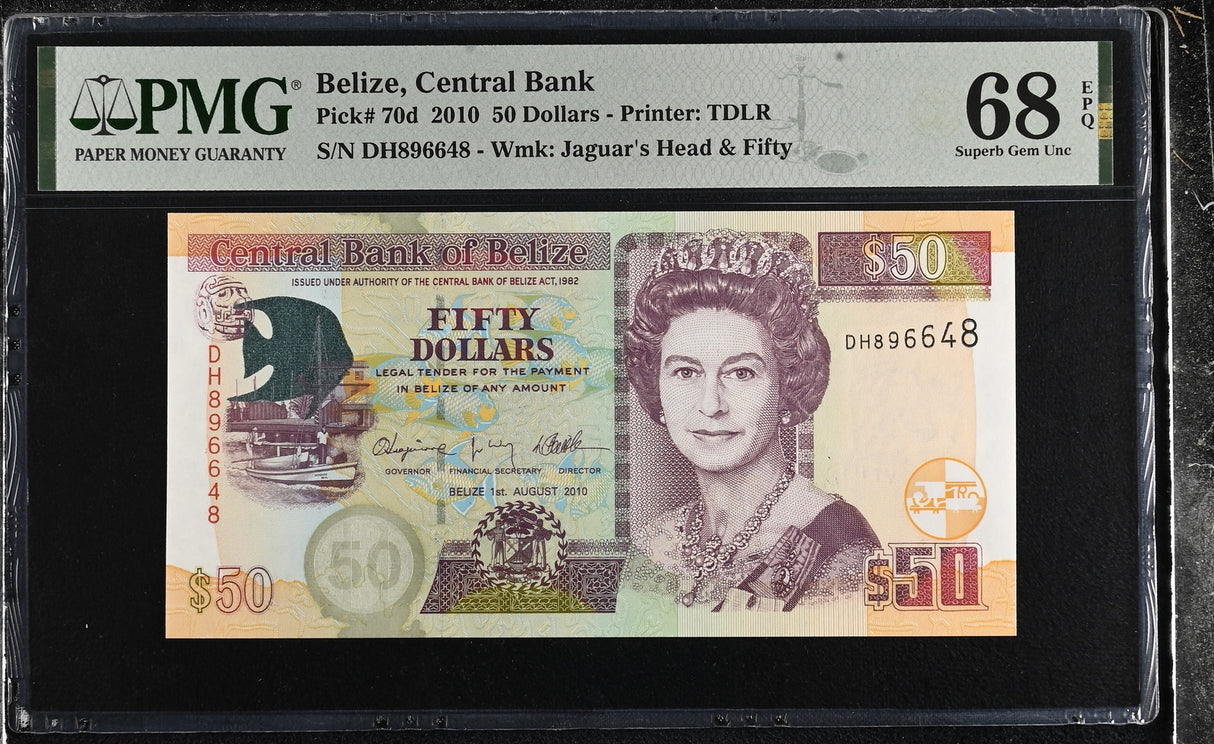 PMG®
PAPER MONEY GUARANTY
Belize, Central Bank
Pick# 70d 2010 50 Dollars - Printer: TDLR
S/N DH896648 - Wmk: Jaguar's Head & Fifty
68
EPQ
Superb Gem Unc
Central Bank of Belize
$50
ISSUED UNDER AUTHORITY OF THE CENTRAL BANK OF BELIZE ACT, 1982
FIFTY
DOLLARS
LEGAL TENDER FOR THE PAYMENT
IN BELIZE OF ANY AMOUNT
DH896648
DH896648
GOVERNOR FINANCIAL SECRETARY DIRECTOR
BELIZE 1st. AUGUST 2010
50
$50
$50